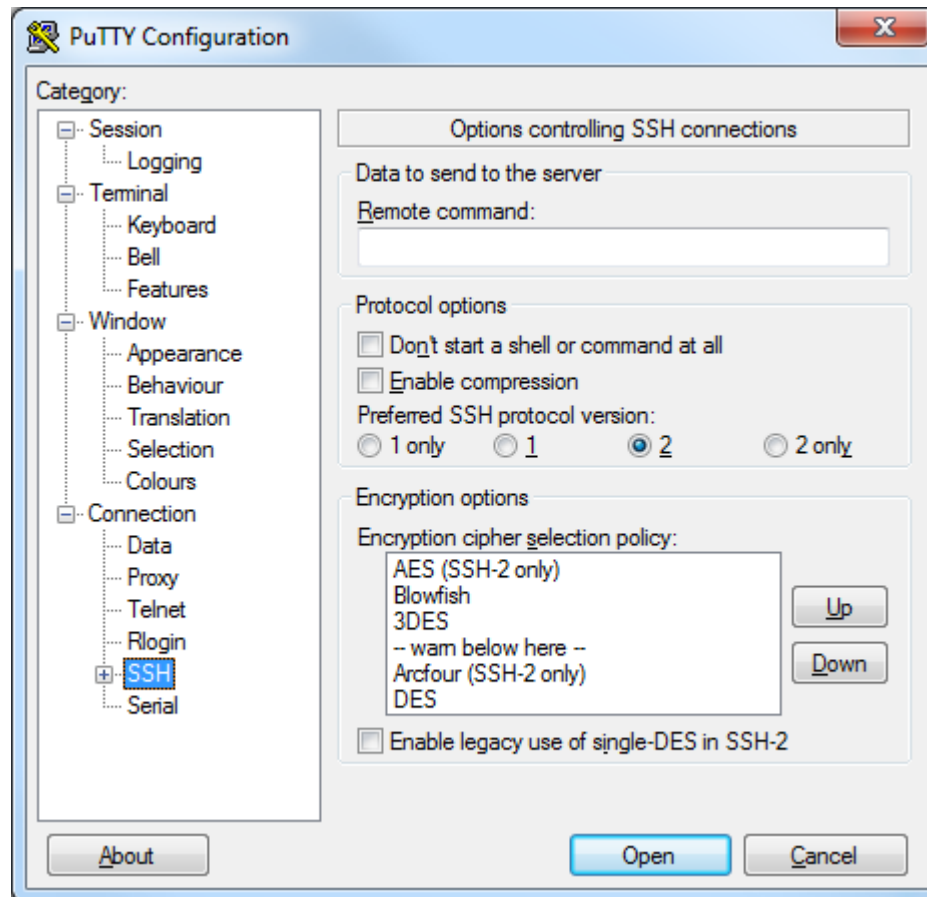 PuTTY Configuration
Category:
Session
Logging
Terminal
Keyboard
Bell
Features
Window
Appearance
Behaviour
Translation
Selection
Colours
Connection
Data
Proxy
Telnet
Rlogin
SSH
Serial
Options controlling SSH connections
Data to send to the server
Remote command:
Protocol options
Don't start a shell or command at all
Enable compression
Preferred SSH protocol version:
1 only 1 2 2 only
Encryption options
Encryption cipher selection policy:
AES (SSH-2 only)
Blowfish
3DES
-- warn below here --
Arcfour (SSH-2 only)
DES
Up
Down
Enable legacy use of single-DES in SSH-2
About Open Cancel